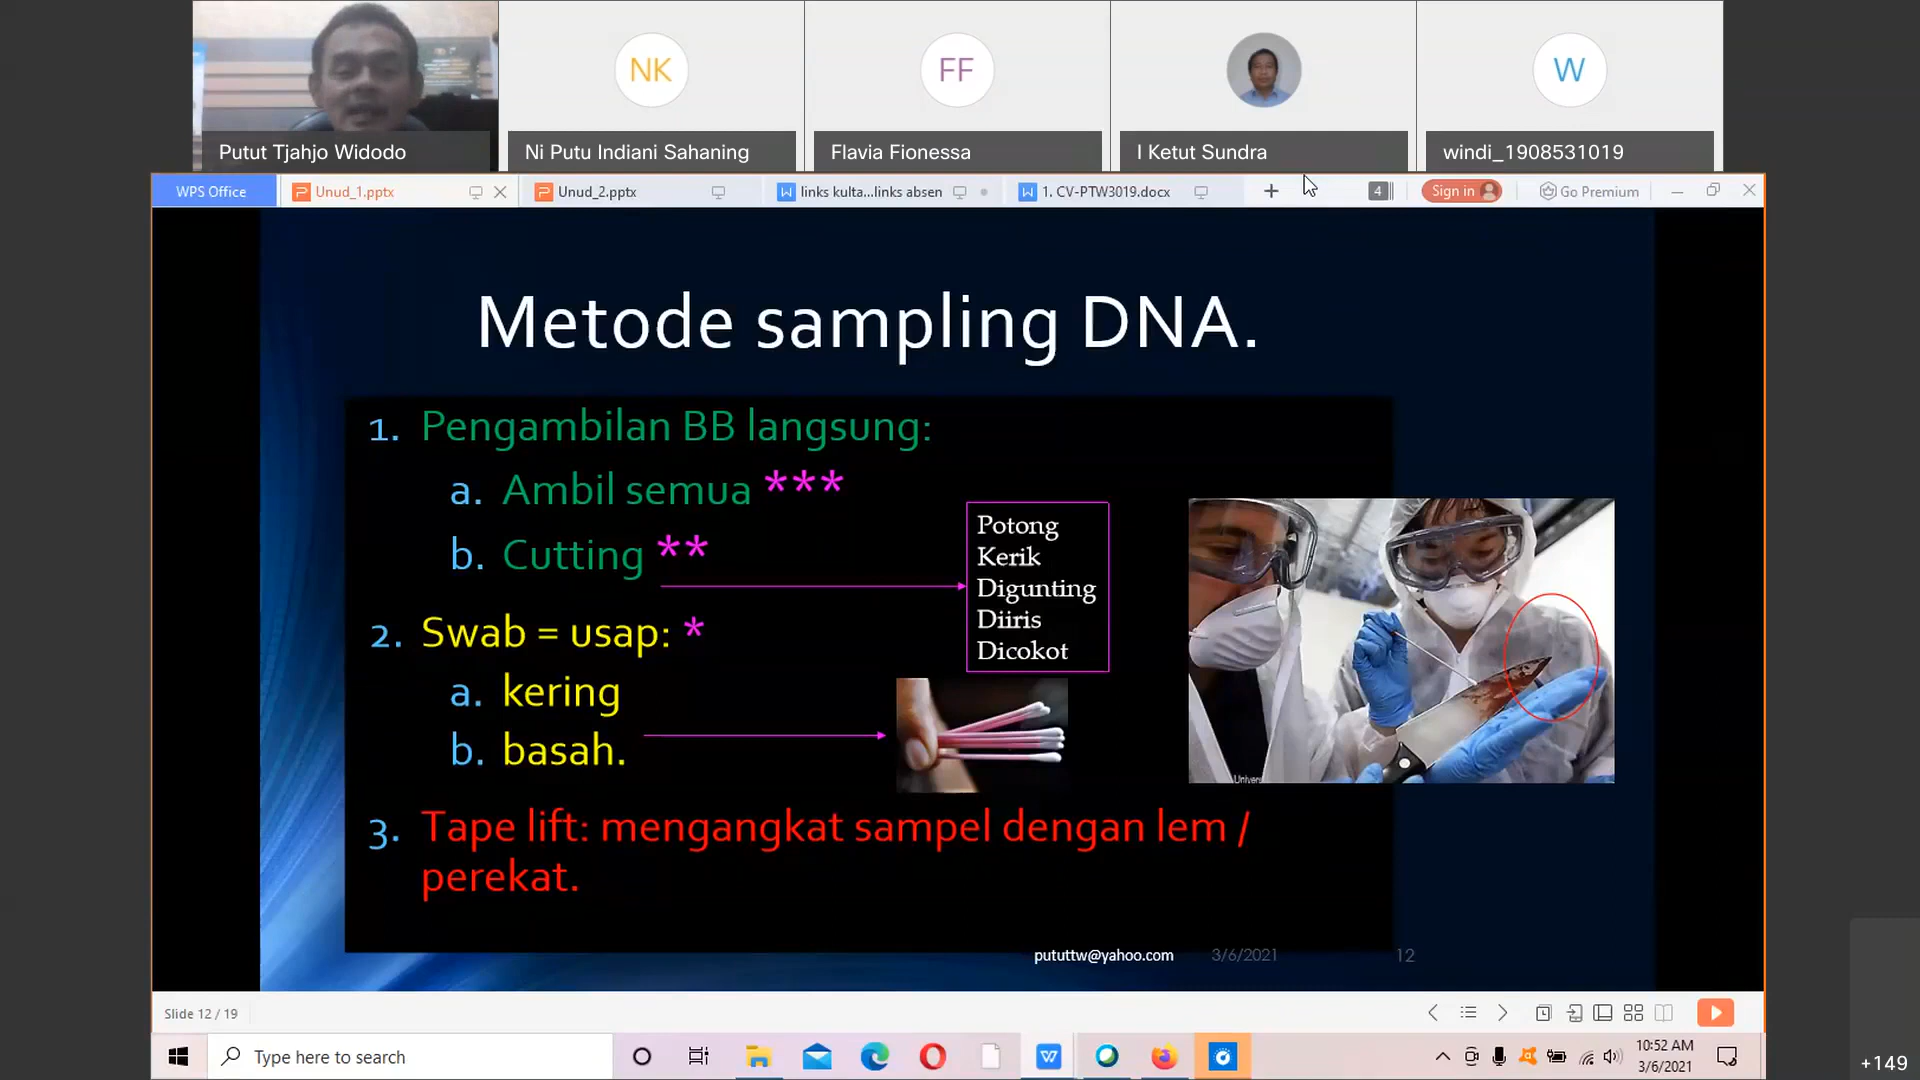 NK
FF
W
Putut Tjahjo Widodo
Ni Putu Indiani Sahaning
Flavia Fionessa
I Ketut Sundra
windi_1908531019
WPS Office
Unud_1.pptx
Unud_2.pptx
links kulta...links absen
1. CV-PTW3019.docx
4
Sign in
Go Premium
Metode sampling DNA.
1. Pengambilan BB langsung:
a. Ambil semua ***
b. Cutting **
Potong
Kerik
Digunting
Diiris
Dicokot
2. Swab = usap: *
a. kering
b. basah.
Univers
3. Tape lift: mengangkat sampel dengan lem /
perekat.
pututtw@yahoo.com
3/6/2021
12
Slide 12 / 19
Type here to search
10:52 AM
3/6/2021
+149